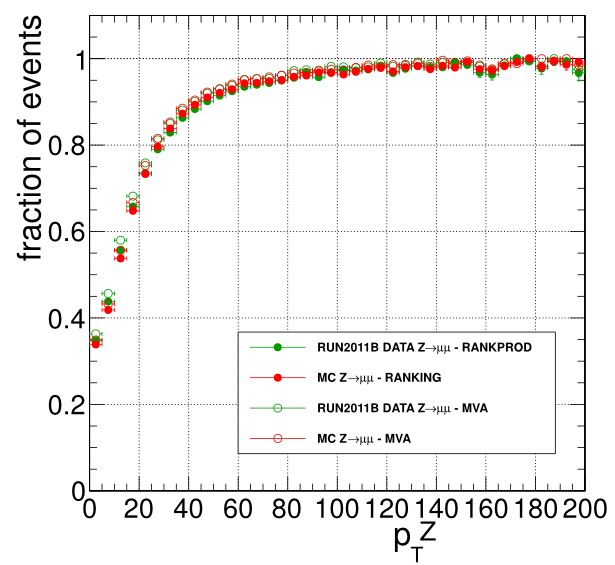 fraction of events
1
0.8
0.6
0.4
0.2
0
RUN2011B DATA Z→μμ - RANKPROD
MC Z→μμ - RANKING
RUN2011B DATA Z→μμ - MVA
MC Z→μμ - MVA
0 20 40 60 80 100 120 140 160 180 200
p_T^Z